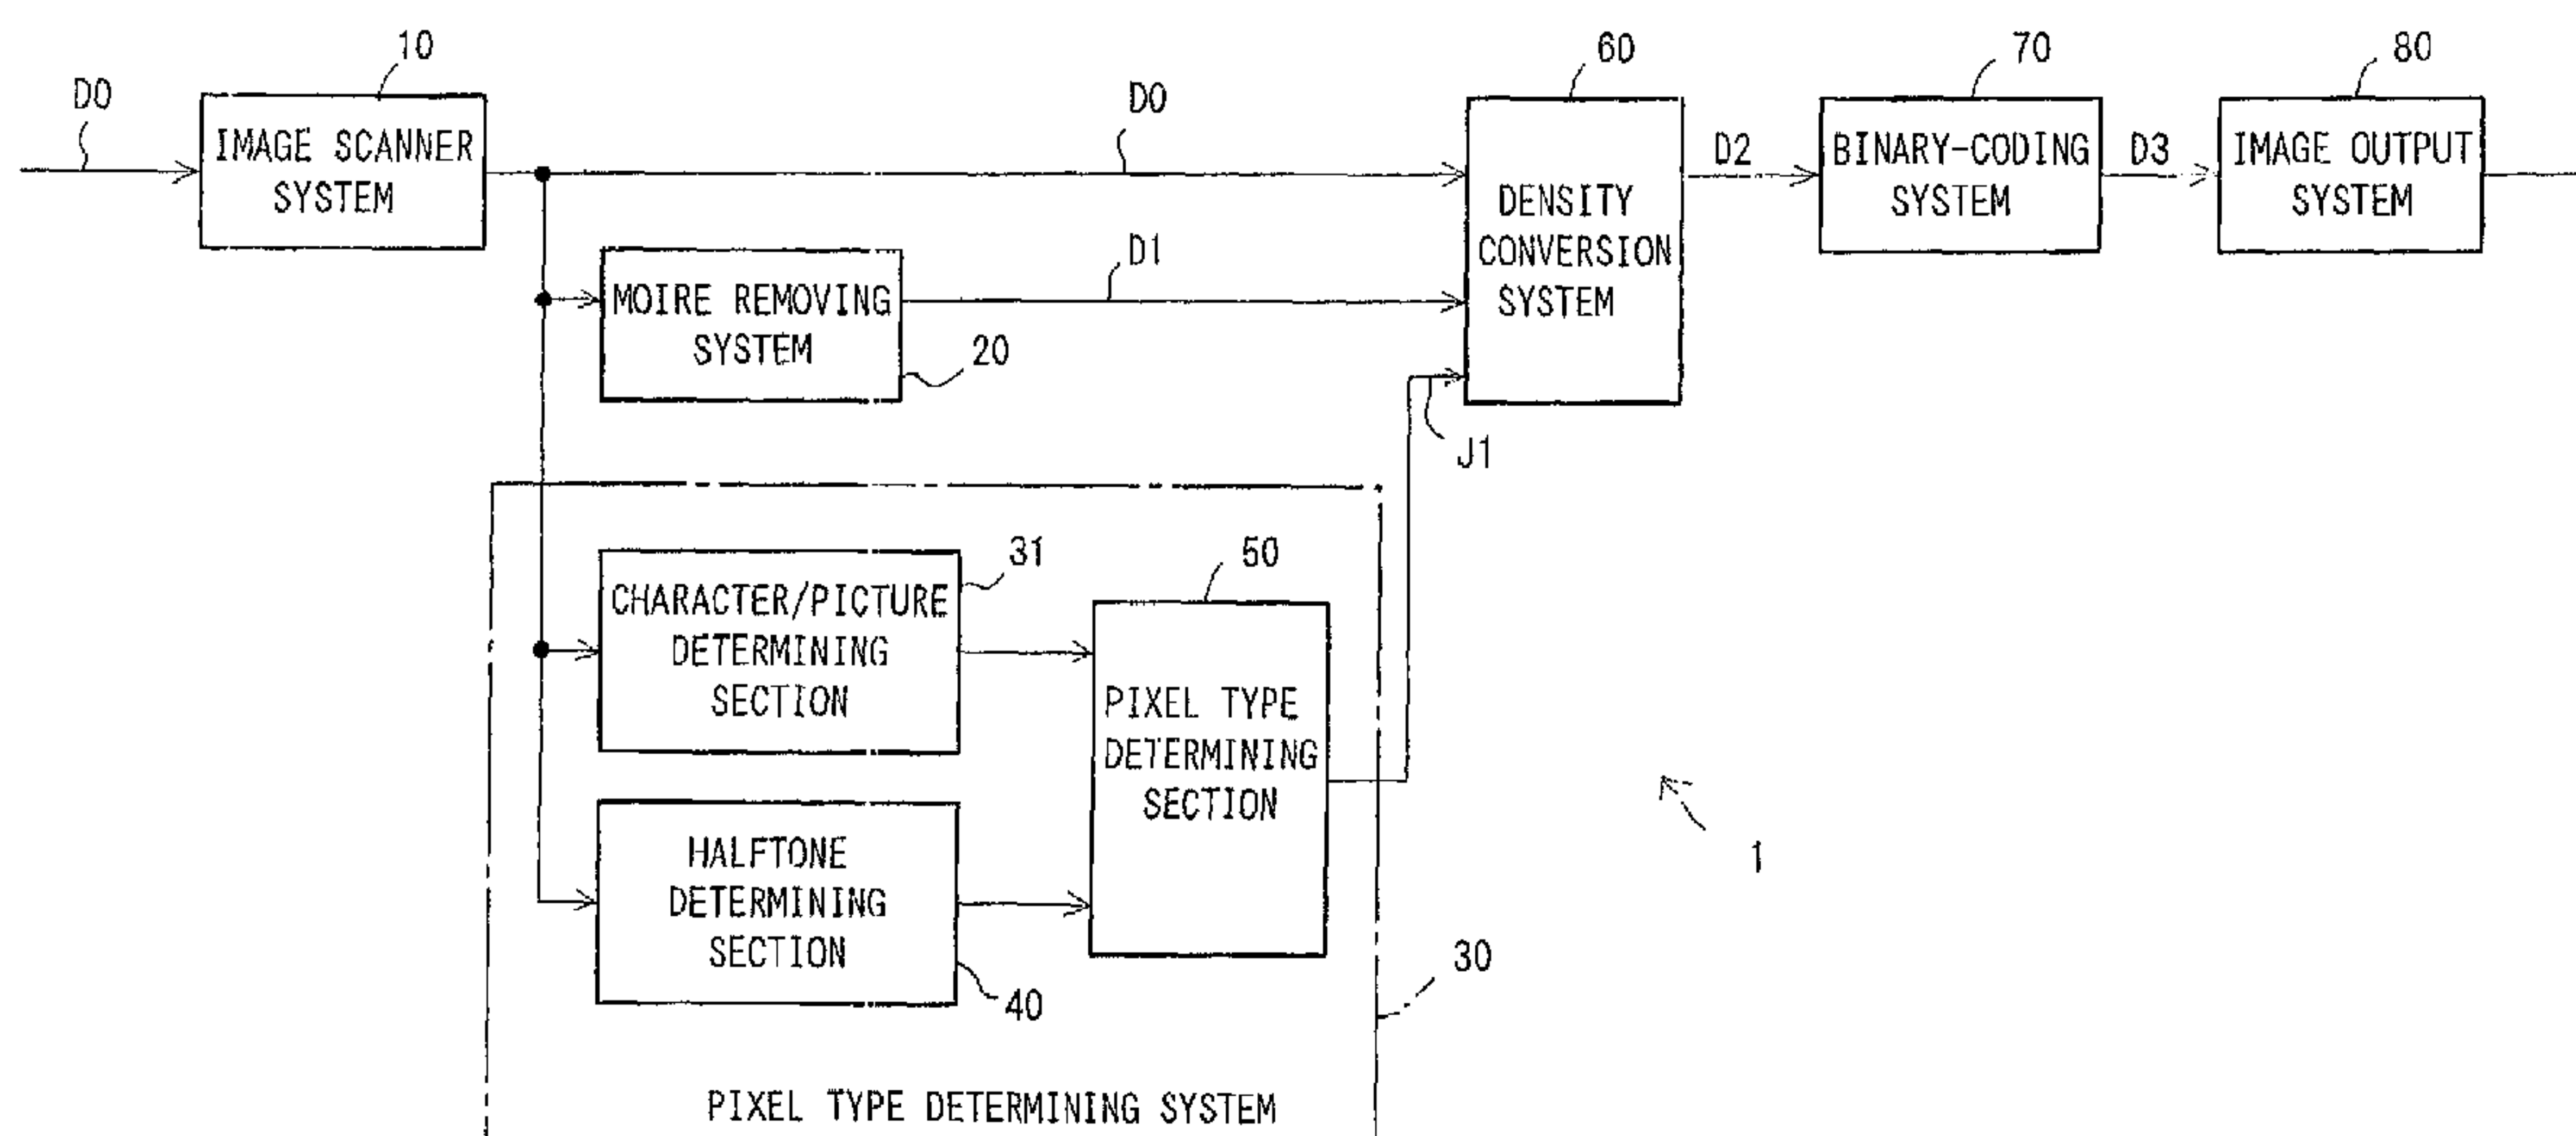 10
60
70
80
D0
D0
IMAGE SCANNER
SYSTEM
DENSITY
CONVERSION
SYSTEM
D2
BINARY-CODING
SYSTEM
D3
IMAGE OUTPUT
SYSTEM
MOIRE REMOVING
SYSTEM
D1
20
J1
31
50
CHARACTER/PICTURE
DETERMINING
SECTION
PIXEL TYPE
DETERMINING
SECTION
HALFTONE
DETERMINING
SECTION
40
1
30
PIXEL TYPE DETERMINING SYSTEM